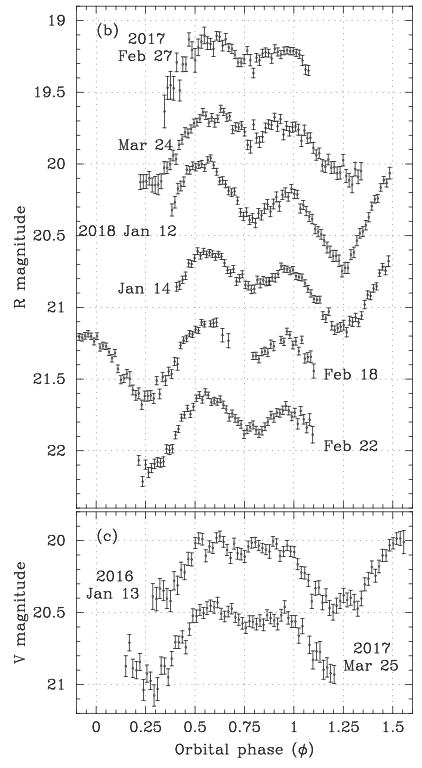 19
(b)
2017
Feb 27
19.5
Mar 24
20
2018 Jan 12
20.5
R magnitude
Jan 14
21
21.5
Feb 18
22
Feb 22
(c)
20
2016
Jan 13
20.5
V magnitude
2017
Mar 25
21
0 0.25 0.5 0.75 1 1.25 1.5
Orbital phase (ϕ)